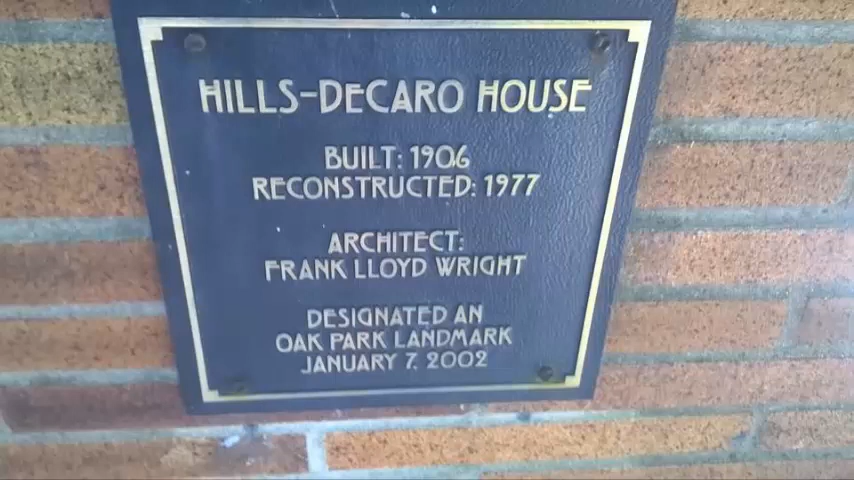 HILLS-DECARO HOUSE
BUILT: 1906
RECONSTRUCTED: 1977
ARCHITECT:
FRANK LLOYD WRIGHT
DESIGNATED AN
OAK PARK LANDMARK
JANUARY 7, 2002